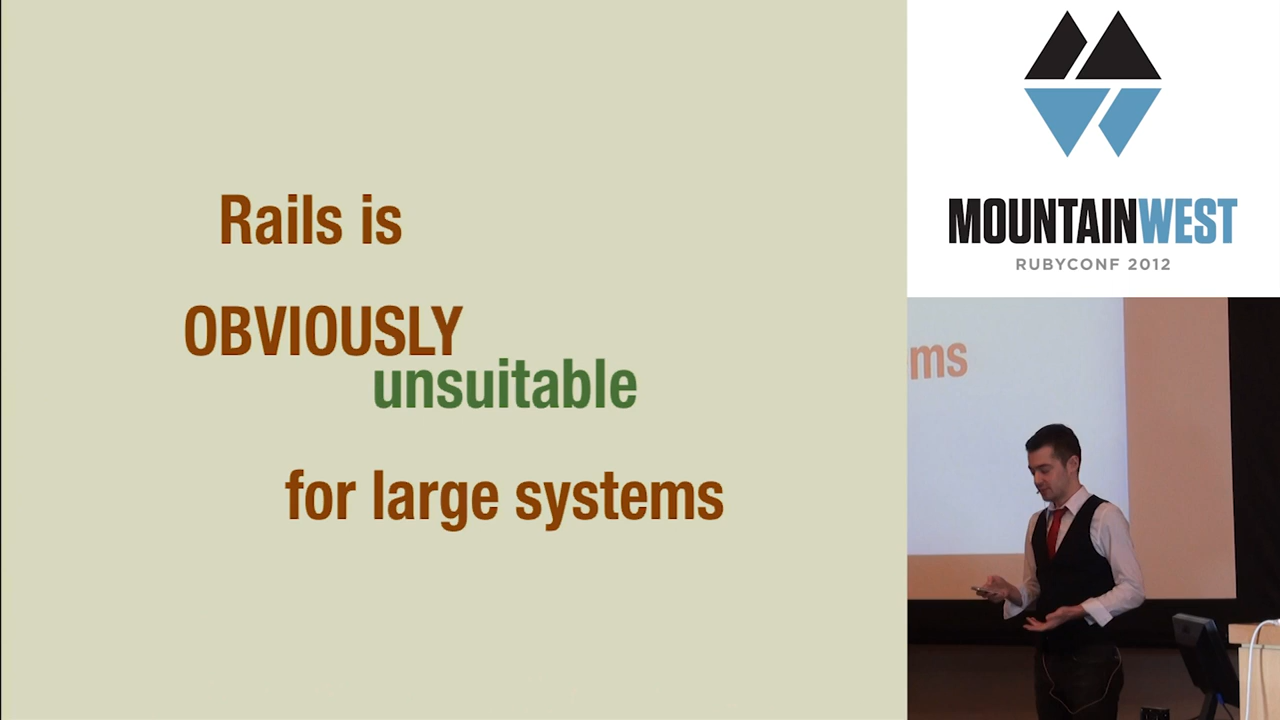 Rails is
OBVIOUSLY
unsuitable
for large systems
MOUNTAINWEST
RUBYCONF 2012
ms